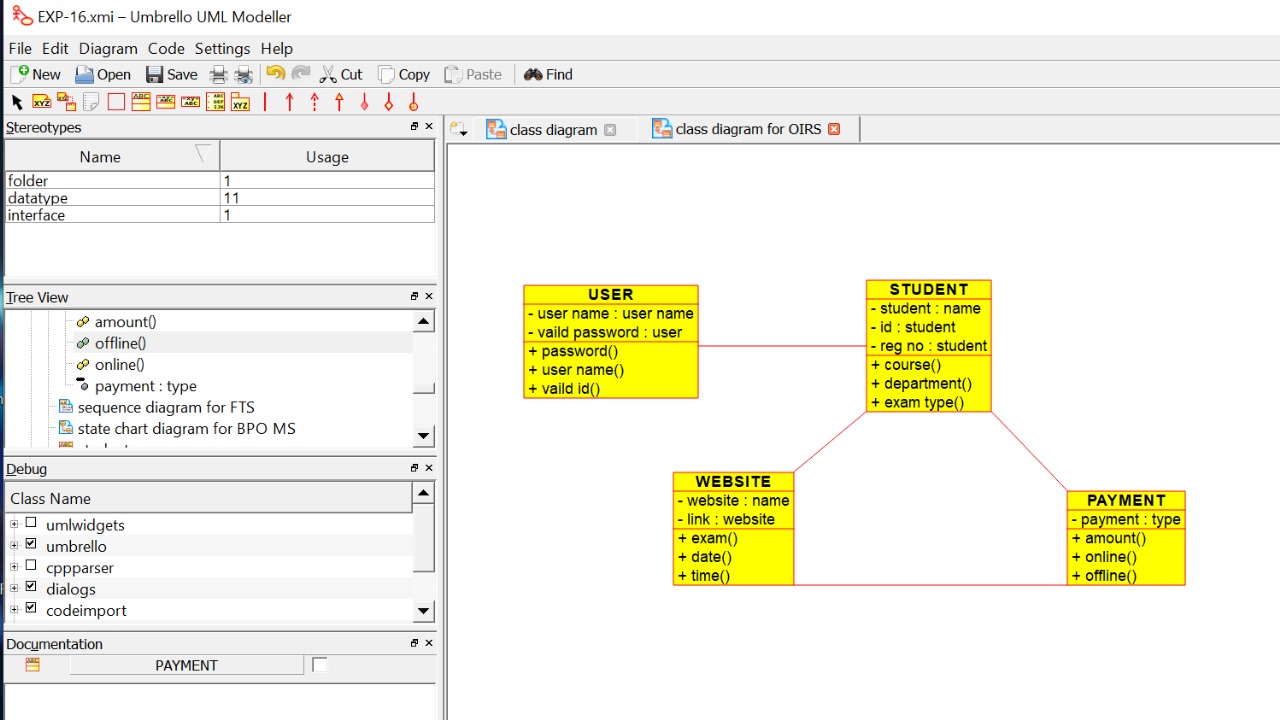 EXP-16.xmi – Umbrello UML Modeller
File Edit Diagram Code Settings Help
New Open Save Cut Copy Paste Find
Stereotypes
Name Usage
folder 1
datatype 11
interface 1
Tree View
amount()
offline()
online()
payment : type
sequence diagram for FTS
state chart diagram for BPO MS
Debug
Class Name
umlwidgets
umbrello
cppparser
dialogs
codeimport
Documentation
PAYMENT
class diagram class diagram for OIRS
USER
- user name : user name
- vaild password : user
+ password()
+ user name()
+ vaild id()
STUDENT
- student : name
- id : student
- reg no : student
+ course()
+ department()
+ exam type()
WEBSITE
- website : name
- link : website
+ exam()
+ date()
+ time()
PAYMENT
- payment : type
+ amount()
+ online()
+ offline()